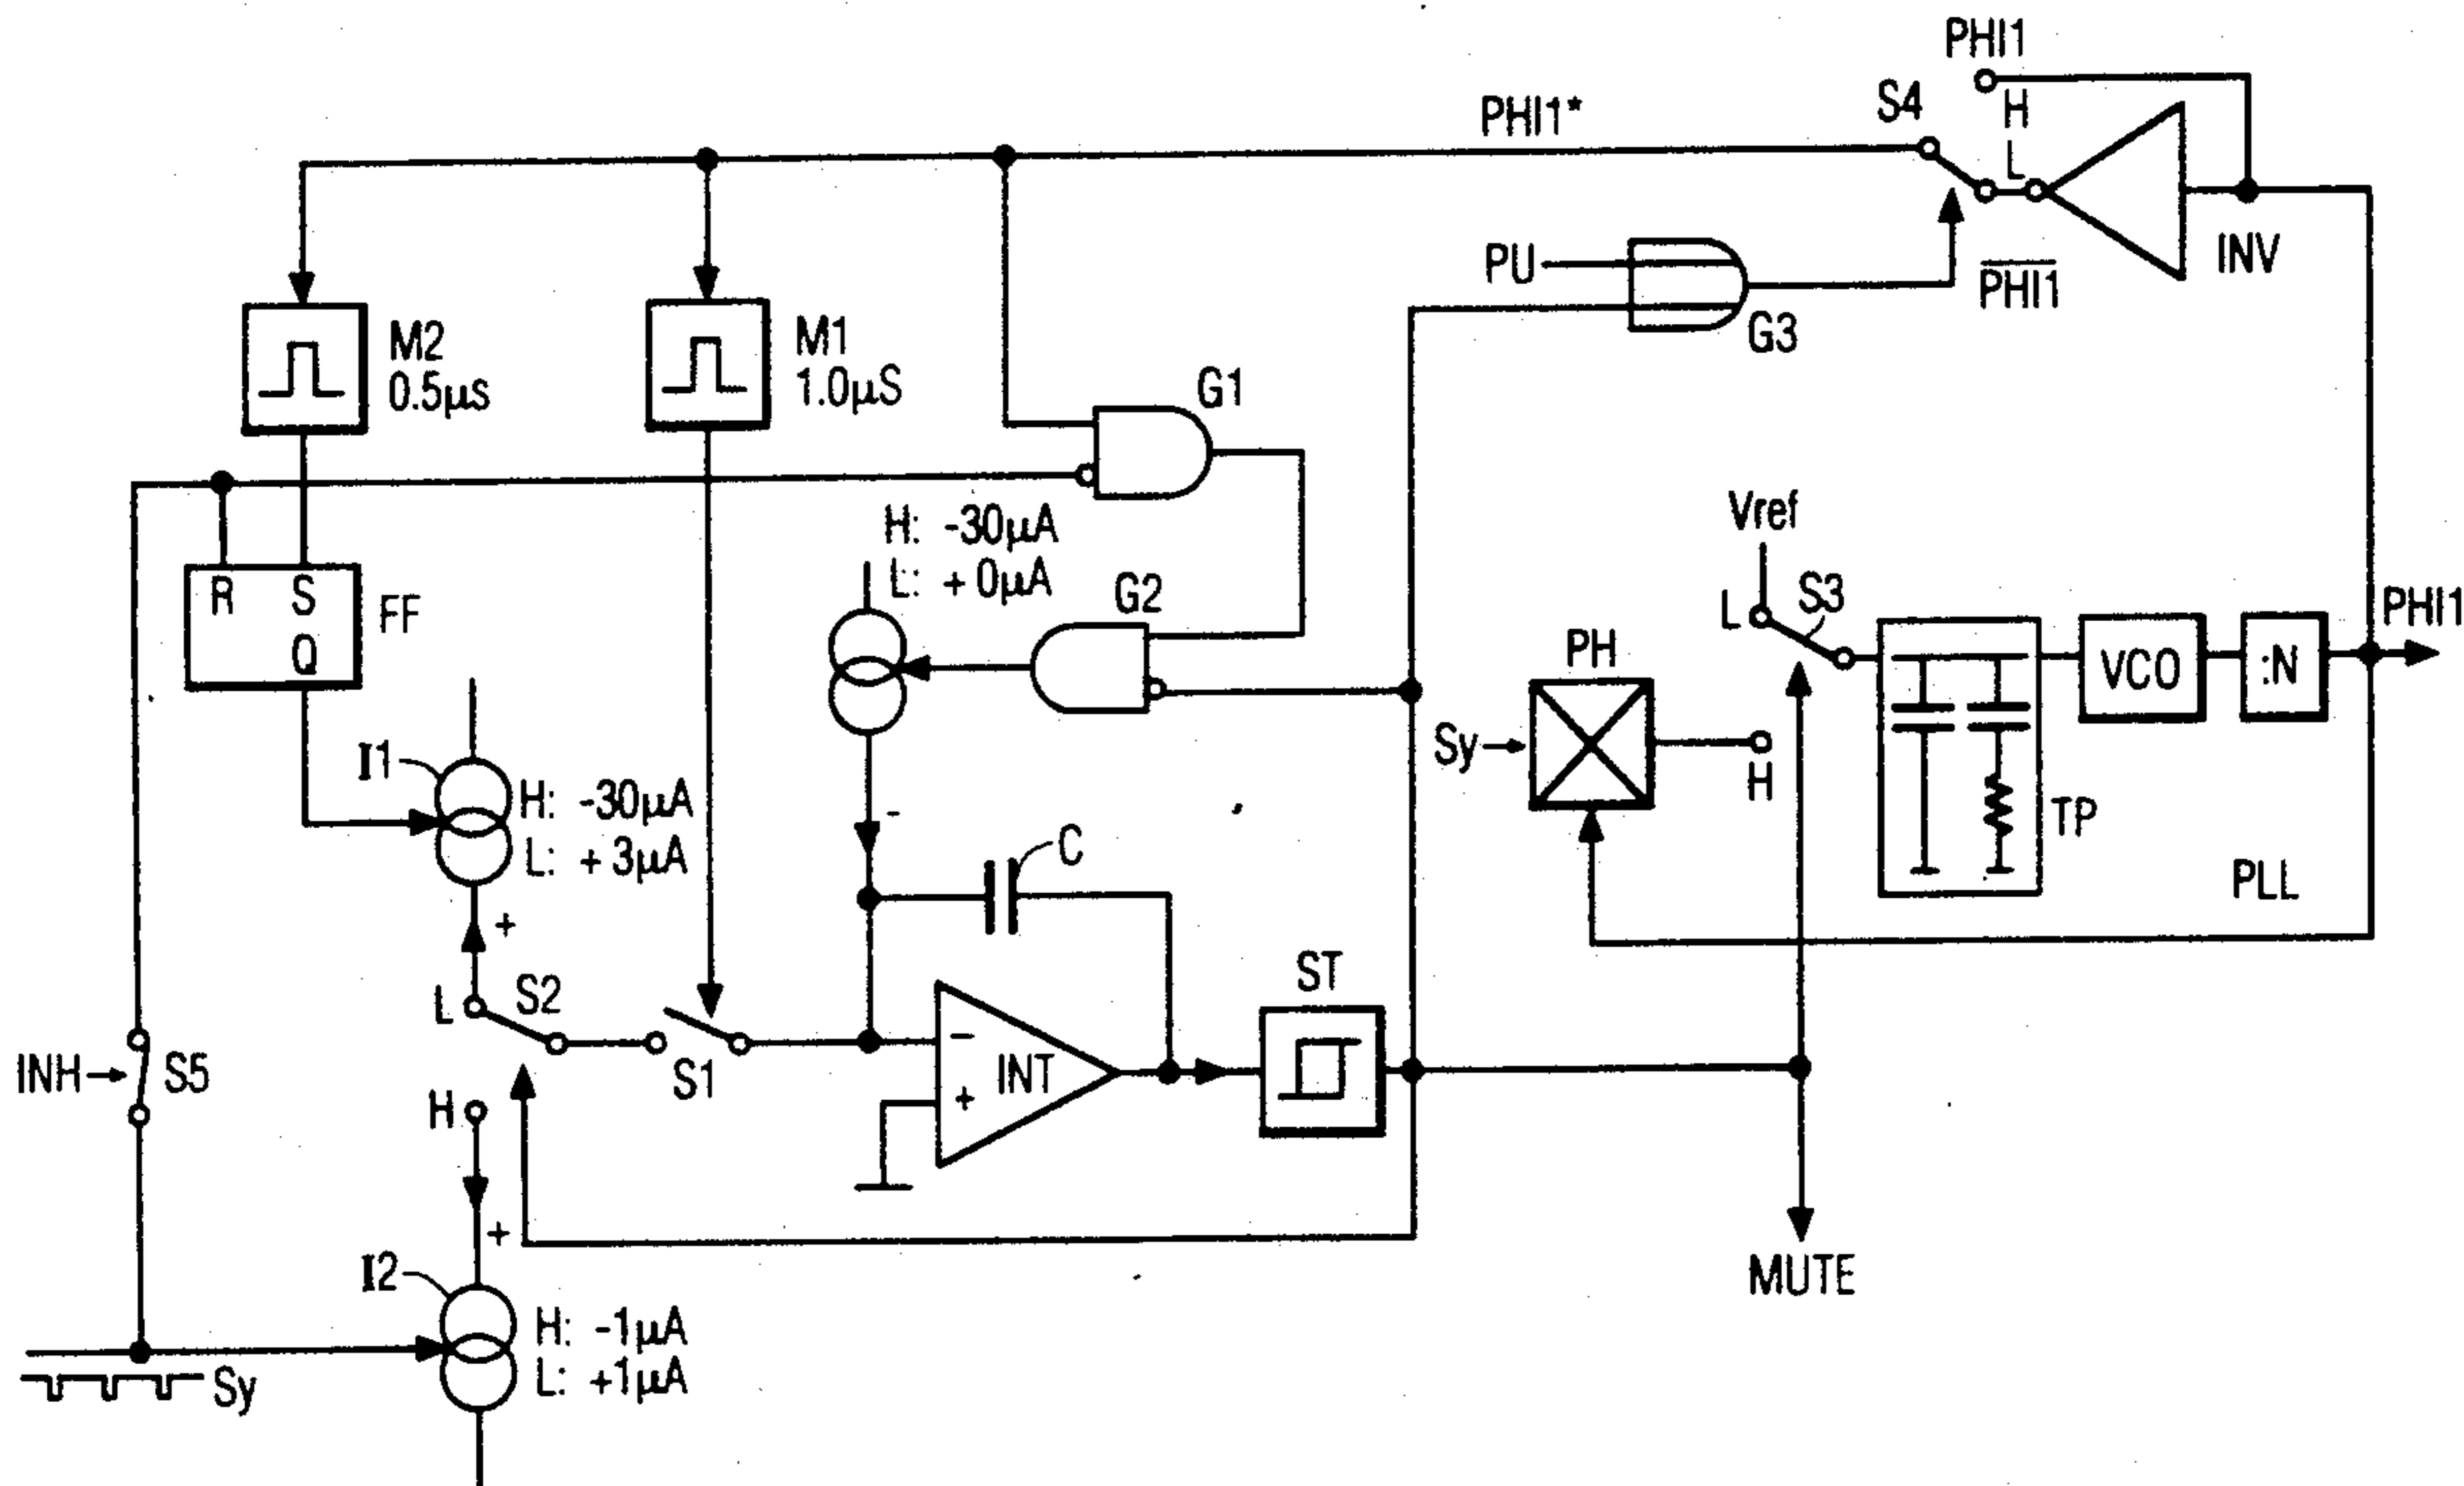 PHI1
S4
H
PHI1*
L
PU
G3
PHI1
INV
M2
0.5μs
M1
1.0μS
G1
H: -30μA
L: + 0μA
G2
Vref
L
S3
R
S
Q
FF
PH
VCO
:N
PHI1
Sy
H
TP
PLL
I1
H: -30μA
L: + 3μA
-
C
+
L
S2
S1
ST
INH
S5
H
−
+
INT
+
I2
MUTE
H: -1μA
L: +1μA
Sy